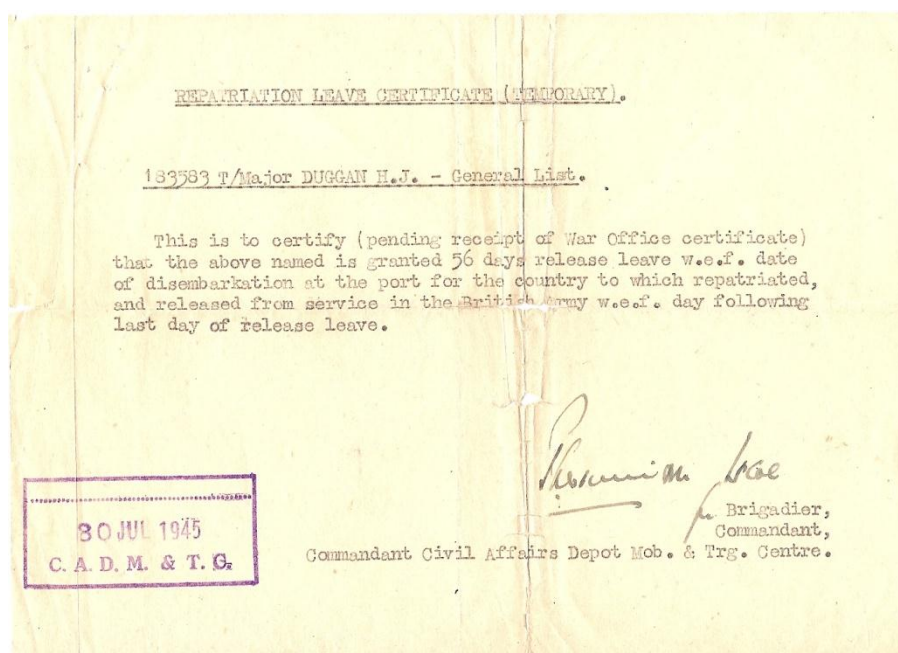 REPATRIATION LEAVE CERTIFICATE (TEMPORARY).
183583 T/Major DUGGAN H.J. - General List.
This is to certify (pending receipt of War Office certificate)
that the above named is granted 56 days release leave w.e.f. date
of disembarkation at the port for the country to which repatriated,
and released from service in the British Army w.e.f. day following
last day of release leave.
Brigadier,
Commandant,
Commandant Civil Affairs Depot Mob. & Trg. Centre.
30 JUL 1945
C. A. D. M. & T. C.